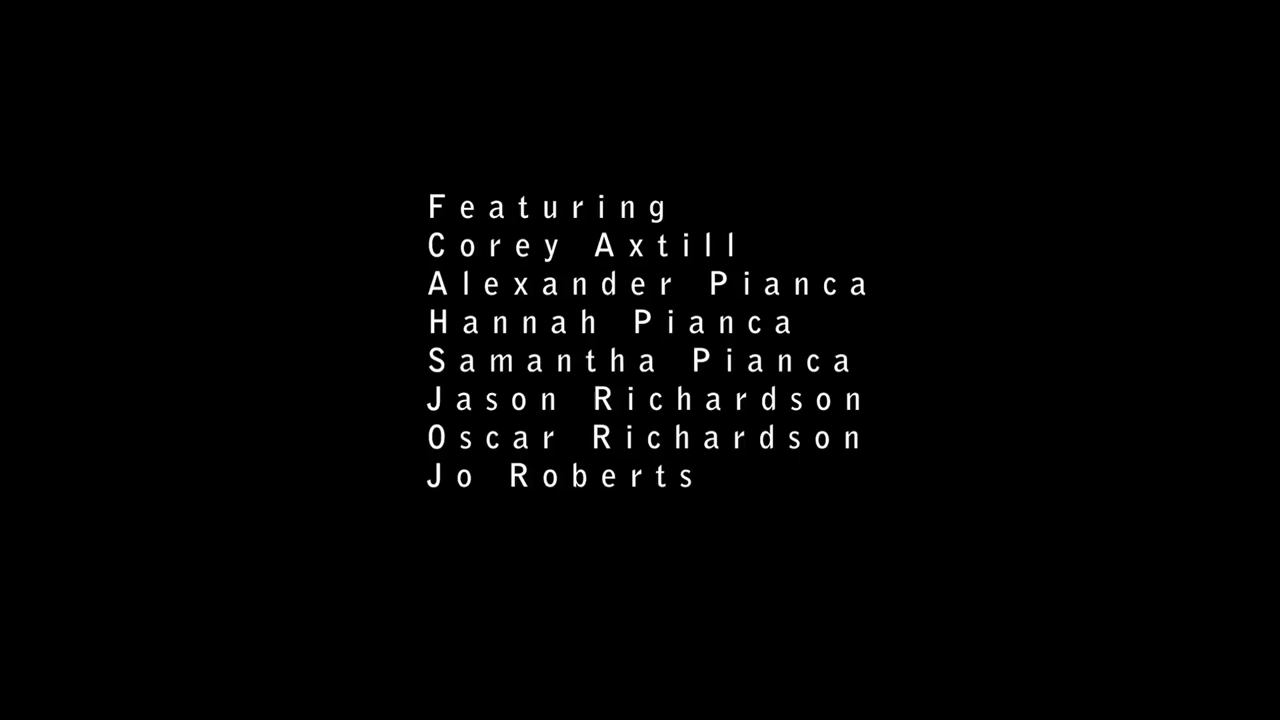 Featuring
Corey Axtill
Alexander Pianca
Hannah Pianca
Samantha Pianca
Jason Richardson
Oscar Richardson
Jo Roberts